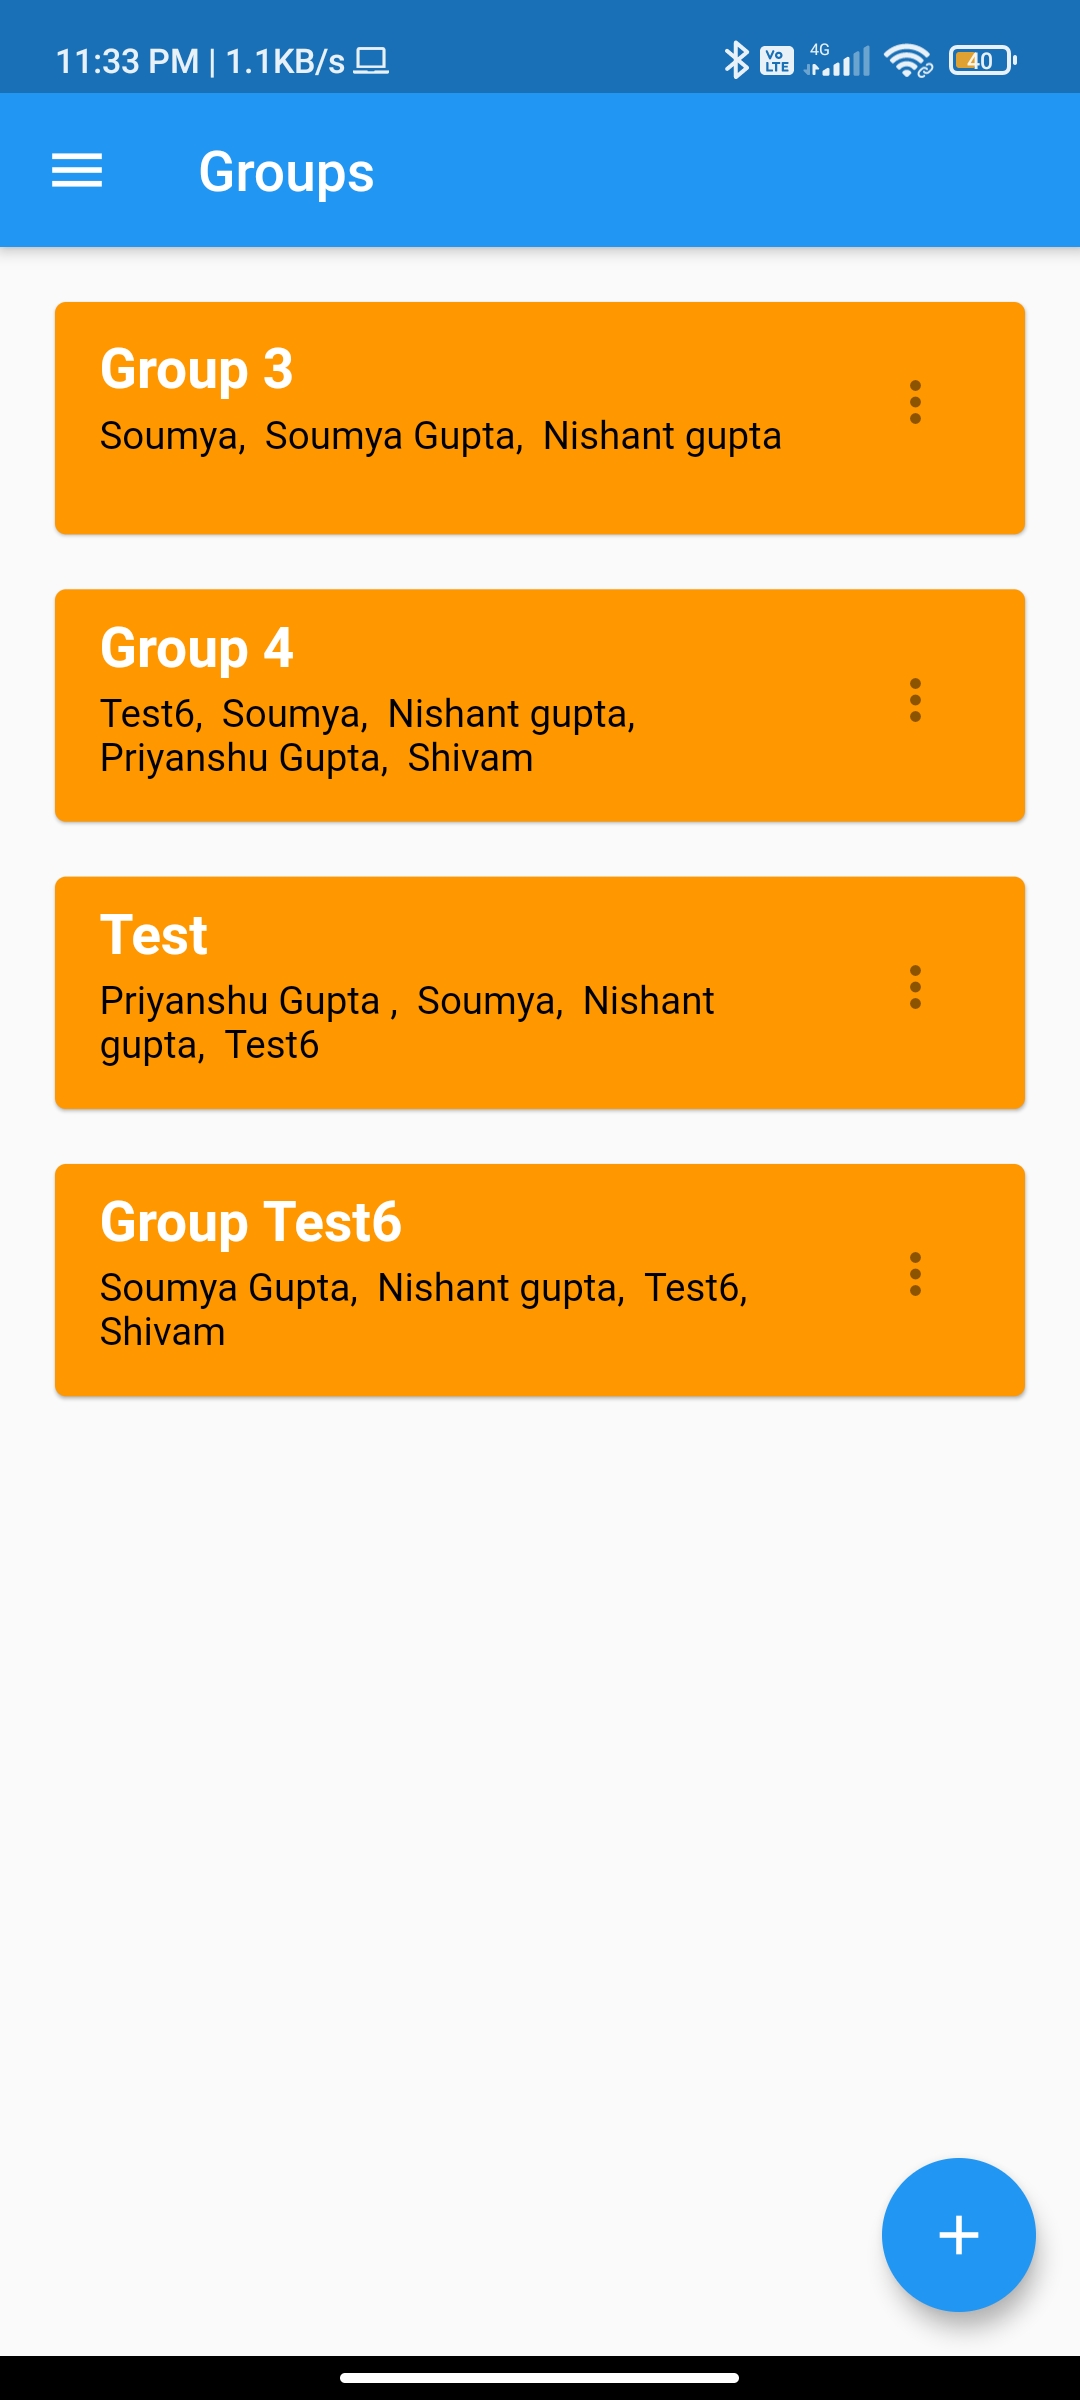 11:33 PM | 1.1KB/s
Vo LTE 4G 40
Groups
Group 3
Soumya,  Soumya Gupta,  Nishant gupta
Group 4
Test6,  Soumya,  Nishant gupta,
Priyanshu Gupta,  Shivam
Test
Priyanshu Gupta ,  Soumya,  Nishant
gupta,  Test6
Group Test6
Soumya Gupta,  Nishant gupta,  Test6,
Shivam